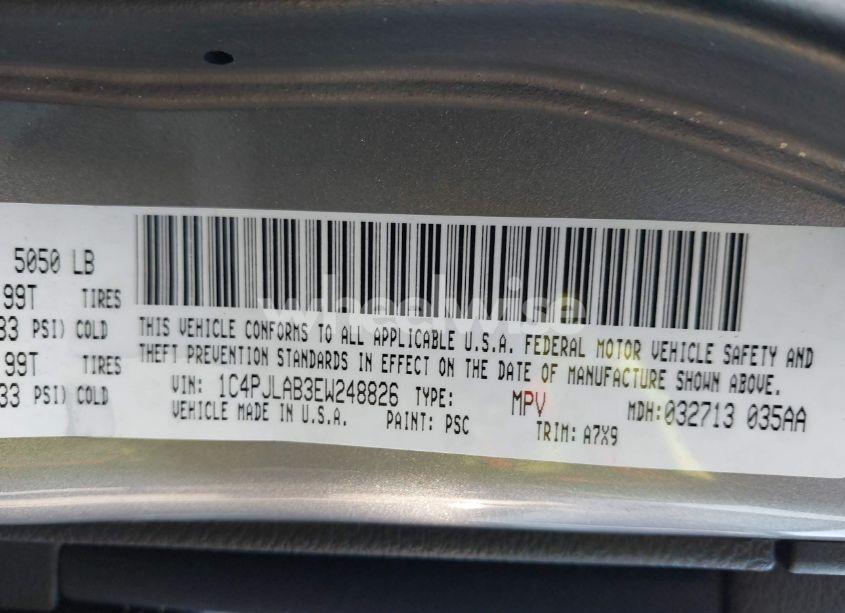 5050 LB
99T TIRES
33 PSI) COLD
99T TIRES
33 PSI) COLD
wheelwise
THIS VEHICLE CONFORMS TO ALL APPLICABLE U.S.A. FEDERAL MOTOR VEHICLE SAFETY AND
THEFT PREVENTION STANDARDS IN EFFECT ON THE DATE OF MANUFACTURE SHOWN ABOVE.
VIN: 1C4PJLAB3EW248826 TYPE: MPV MDH:032713 035AA
VEHICLE MADE IN U.S.A. PAINT: PSC TRIM: A7X9